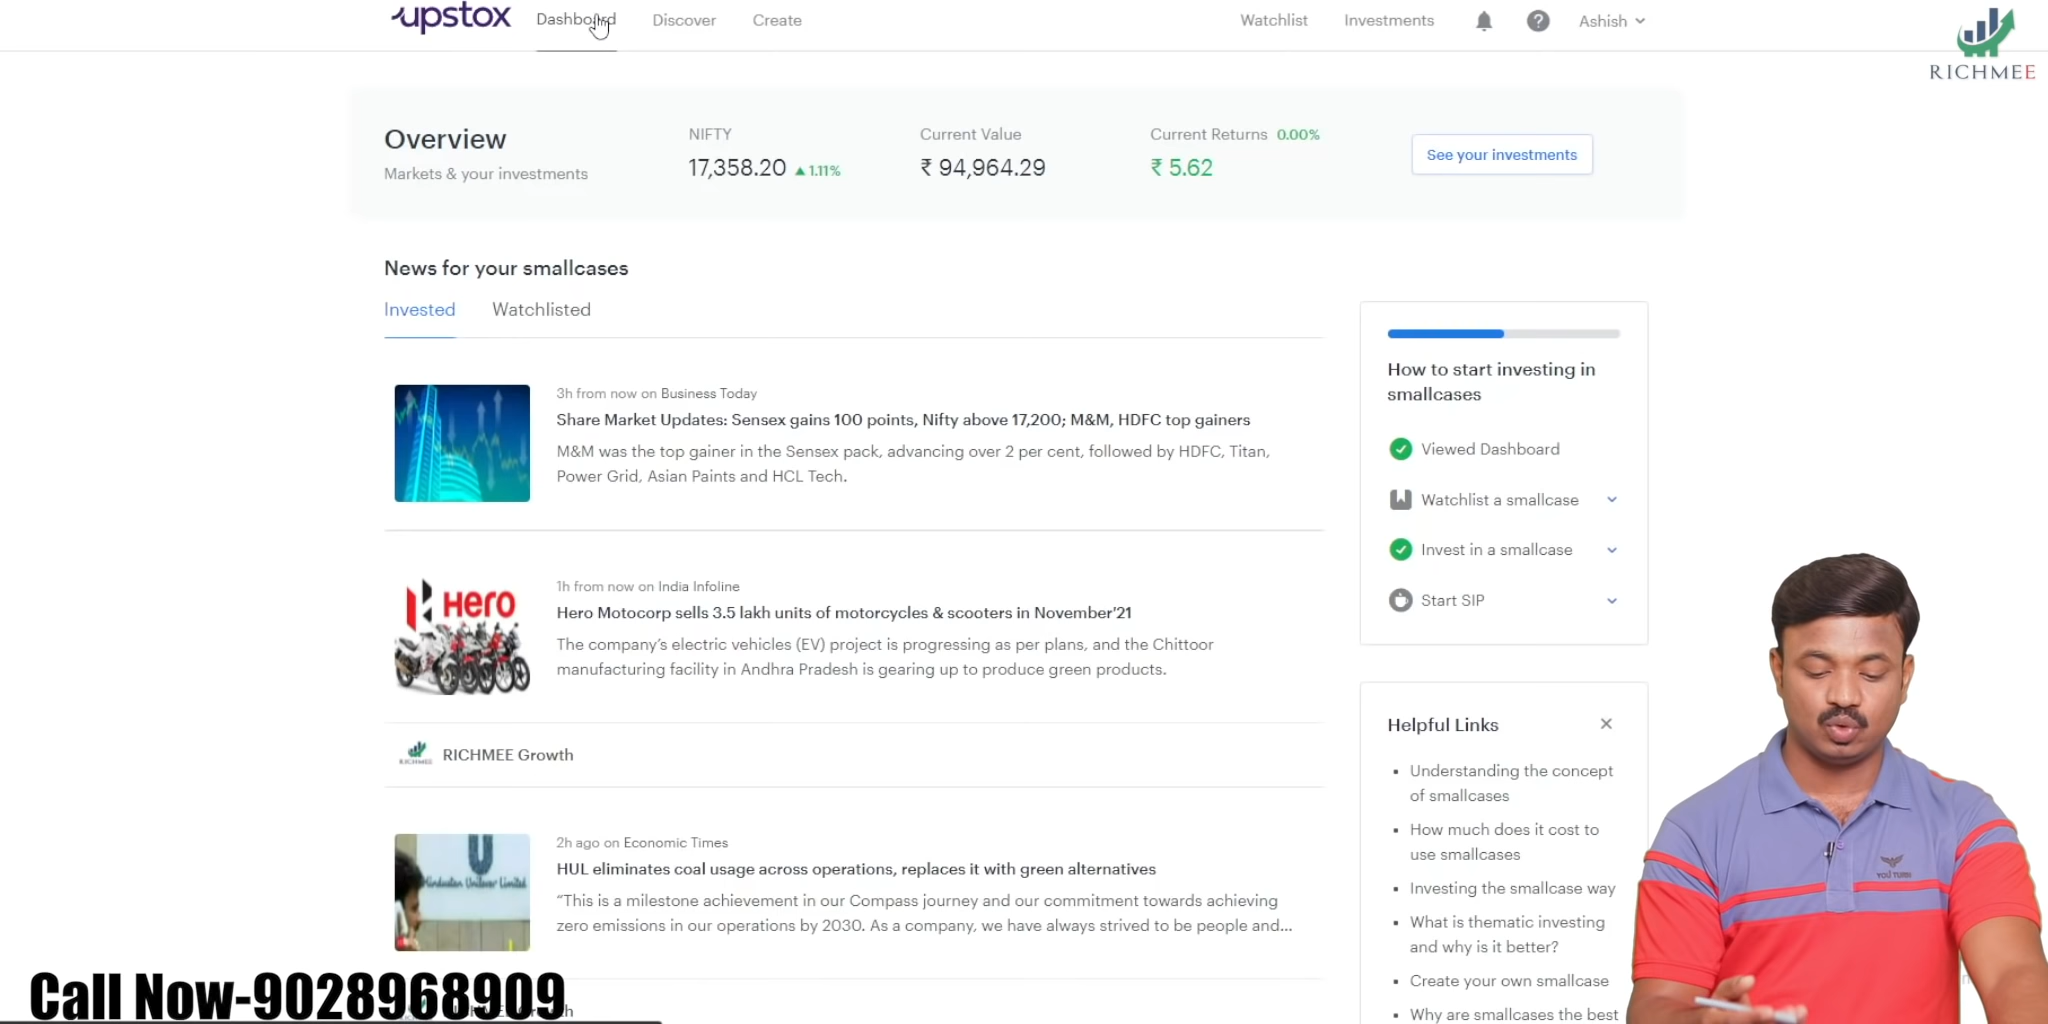 upstox
Dashboard
Discover
Create
Watchlist
Investments
?
Ashish
RICHMEE
Overview
Markets & your investments
NIFTY
17,358.20 ▲ 1.11%
Current Value
₹ 94,964.29
Current Returns 0.00%
₹ 5.62
See your investments
News for your smallcases
Invested
Watchlisted
3h from now on Business Today
Share Market Updates: Sensex gains 100 points, Nifty above 17,200; M&M, HDFC top gainers
M&M was the top gainer in the Sensex pack, advancing over 2 per cent, followed by HDFC, Titan,
Power Grid, Asian Paints and HCL Tech.
Hero
1h from now on India Infoline
Hero Motocorp sells 3.5 lakh units of motorcycles & scooters in November'21
The company's electric vehicles (EV) project is progressing as per plans, and the Chittoor
manufacturing facility in Andhra Pradesh is gearing up to produce green products.
RICHMEE
RICHMEE Growth
Hindustan Unilever Limited
2h ago on Economic Times
HUL eliminates coal usage across operations, replaces it with green alternatives
“This is a milestone achievement in our Compass journey and our commitment towards achieving
zero emissions in our operations by 2030. As a company, we have always strived to be people and...
How to start investing in
smallcases
Viewed Dashboard
Watchlist a smallcase
Invest in a smallcase
Start SIP
Helpful Links
Understanding the concept
of smallcases
How much does it cost to
use smallcases
Investing the smallcase way
What is thematic investing
and why is it better?
Create your own smallcase
Why are smallcases the best
YOU TURN
Call Now-9028968909